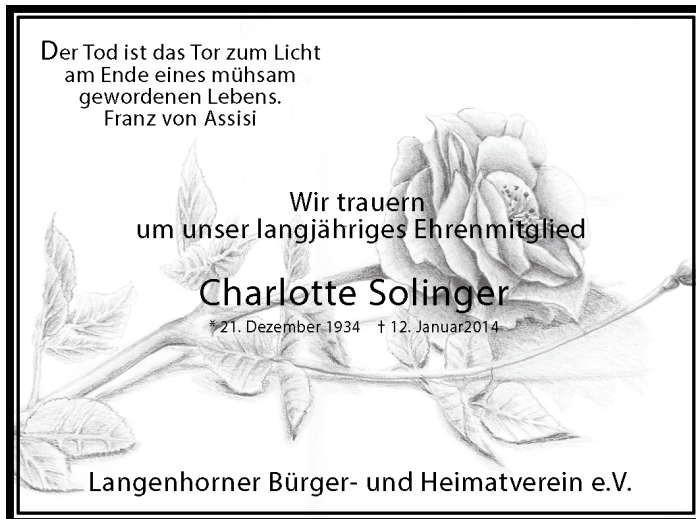 Der Tod ist das Tor zum Licht
am Ende eines mühsam
gewordenen Lebens.
Franz von Assisi
Wir trauern
um unser langjähriges Ehrenmitglied
Charlotte Solinger
* 21. Dezember 1934 † 12. Januar2014
Langenhorner Bürger- und Heimatverein e.V.